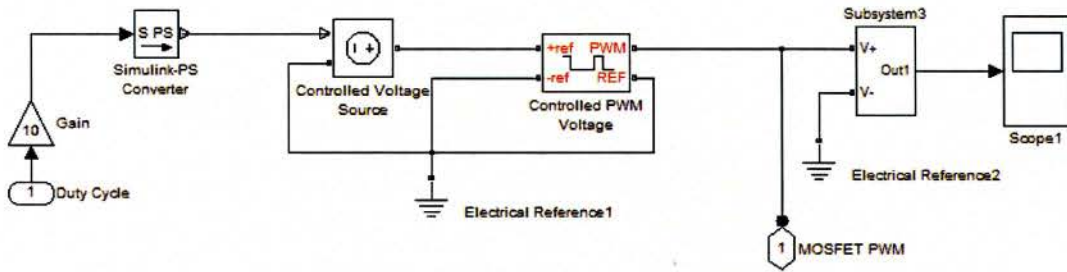 S PS
Simulink-PS
Converter
10
Gain
1
Duty Cycle
Controlled Voltage
Source
+ref PWM
-ref REF
Controlled PWM
Voltage
Electrical Reference1
Subsystem3
V+
Out1
V-
Electrical Reference2
Scope1
1
MOSFET PWM